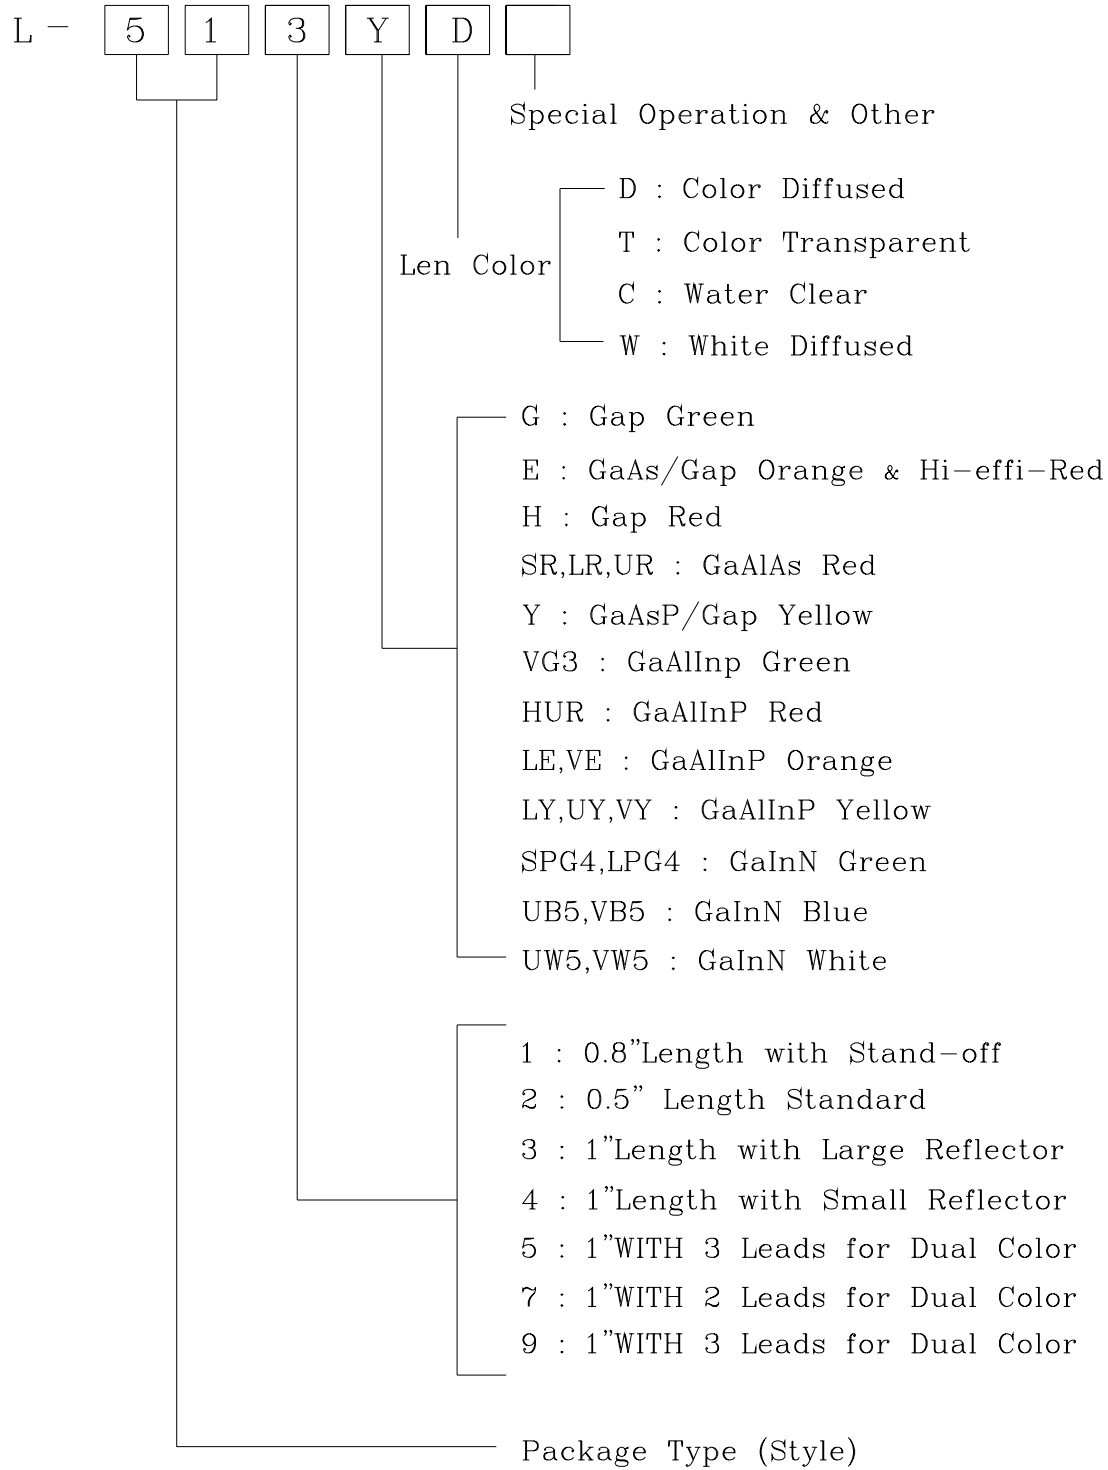 L- 5 1 3 Y D
Special Operation & Other
D : Color Diffused
T : Color Transparent
Len Color
C : Water Clear
W : White Diffused
G : Gap Green
E : GaAs/Gap Orange & Hi-effi-Red
H : Gap Red
SR,LR,UR : GaAlAs Red
Y : GaAsP/Gap Yellow
VG3 : GaAlInp Green
HUR : GaAlInP Red
LE,VE : GaAlInP Orange
LY,UY,VY : GaAlInP Yellow
SPG4,LPG4 : GaInN Green
UB5,VB5 : GaInN Blue
UW5,VW5 : GaInN White
1 : 0.8”Length with Stand-off
2 : 0.5” Length Standard
3 : 1”Length with Large Reflector
4 : 1”Length with Small Reflector
5 : 1”WITH 3 Leads for Dual Color
7 : 1”WITH 2 Leads for Dual Color
9 : 1”WITH 3 Leads for Dual Color
Package Type (Style)